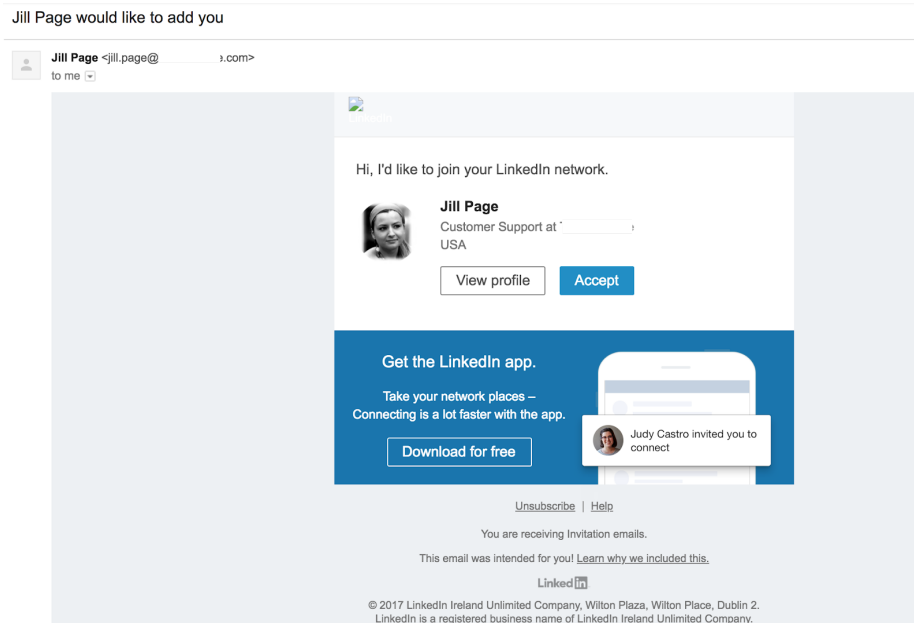 Jill Page would like to add you
Jill Page <jill.page@ .com>
to me
LinkedIn
Hi, I'd like to join your LinkedIn network.
Jill Page
Customer Support at
USA
View profile Accept
Get the LinkedIn app.
Take your network places –
Connecting is a lot faster with the app.
Download for free
Judy Castro invited you to
connect
Unsubscribe | Help
You are receiving Invitation emails.
This email was intended for you! Learn why we included this.
Linked in
© 2017 LinkedIn Ireland Unlimited Company, Wilton Plaza, Wilton Place, Dublin 2.
LinkedIn is a registered business name of LinkedIn Ireland Unlimited Company.